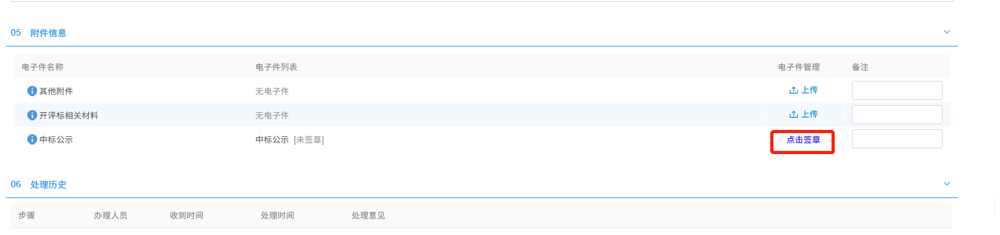 05 附件信息
电子件名称 电子件列表 电子件管理 备注
其他附件 无电子件 上传
开评标相关材料 无电子件 上传
中标公示 中标公示 [未签章] 点击签章
06 处理历史
步骤 办理人员 收到时间 处理时间 处理意见